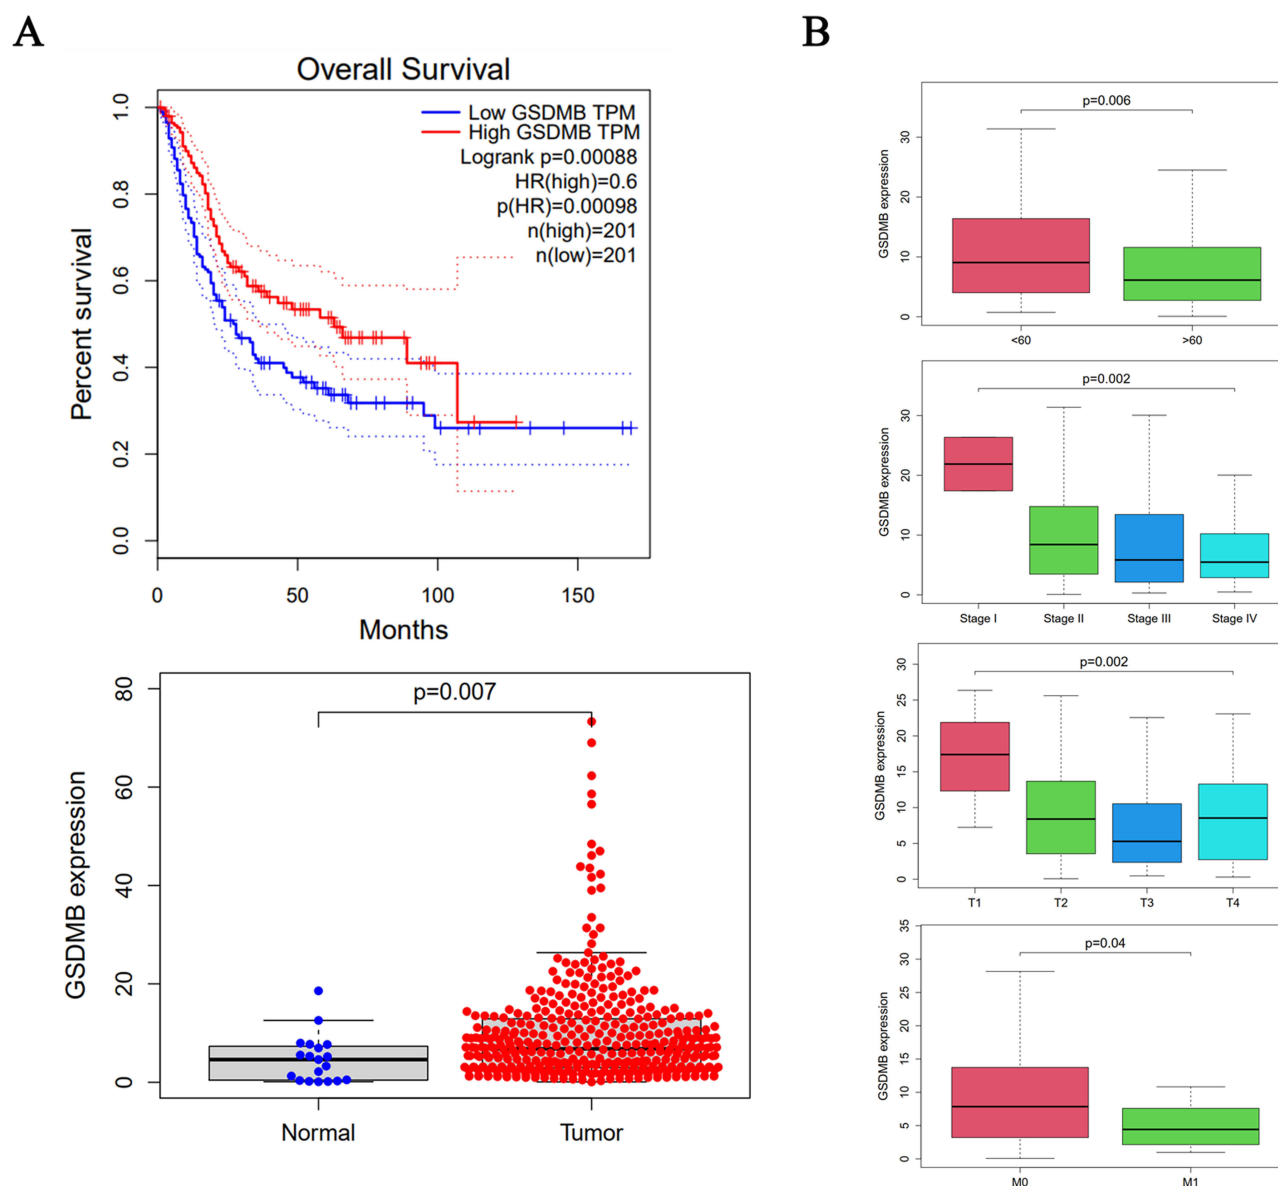 A
Overall Survival
Percent survival
1.0
0.8
0.6
0.4
0.2
0.0
Low GSDMB TPM
High GSDMB TPM
Logrank p=0.00088
HR(high)=0.6
p(HR)=0.00098
n(high)=201
n(low)=201
0 50 100 150
Months
GSDMB expression
80
60
40
20
0
p=0.007
Normal Tumor
B
GSDMB expression
30
20
10
0
p=0.006
<60 >60
GSDMB expression
30
20
10
0
p=0.002
Stage I Stage II Stage III Stage IV
GSDMB expression
30
25
20
15
10
5
0
p=0.002
T1 T2 T3 T4
GSDMB expression
35
30
25
20
15
10
5
0
p=0.04
M0 M1